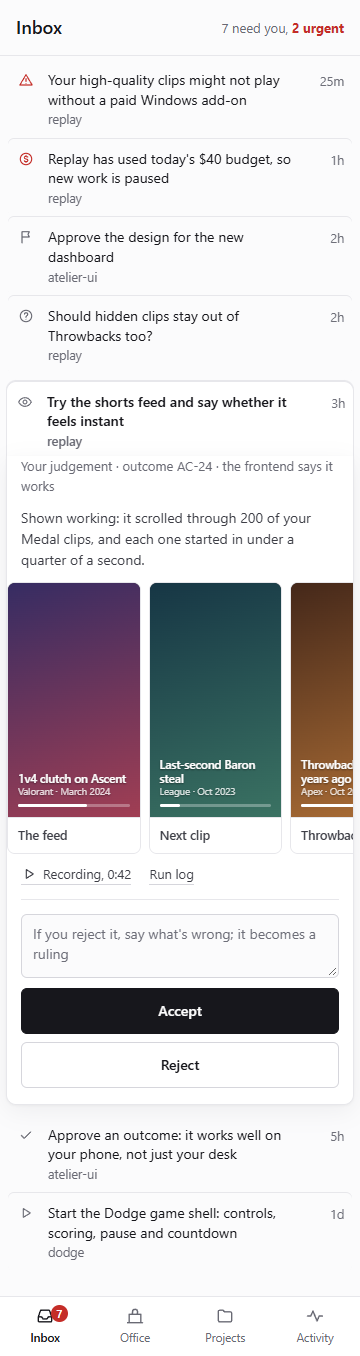 Inbox
7 need you, 2 urgent
Your high-quality clips might not play
without a paid Windows add-on
25m
replay
Replay has used today's $40 budget, so
new work is paused
1h
replay
Approve the design for the new
dashboard
2h
atelier-ui
Should hidden clips stay out of
Throwbacks too?
2h
replay
Try the shorts feed and say whether it
feels instant
3h
replay
Your judgement · outcome AC-24 · the frontend says it
works
Shown working: it scrolled through 200 of your
Medal clips, and each one started in under a
quarter of a second.
1v4 clutch on Ascent
Valorant · March 2024
The feed
Last-second Baron
steal
League · Oct 2023
Next clip
Throwbac
years ago
Apex · Oct 2
Throwbac
Recording, 0:42
Run log
If you reject it, say what's wrong; it becomes a
ruling
Accept
Reject
Approve an outcome: it works well on
your phone, not just your desk
5h
atelier-ui
Start the Dodge game shell: controls,
scoring, pause and countdown
1d
dodge
7
Inbox
Office
Projects
Activity